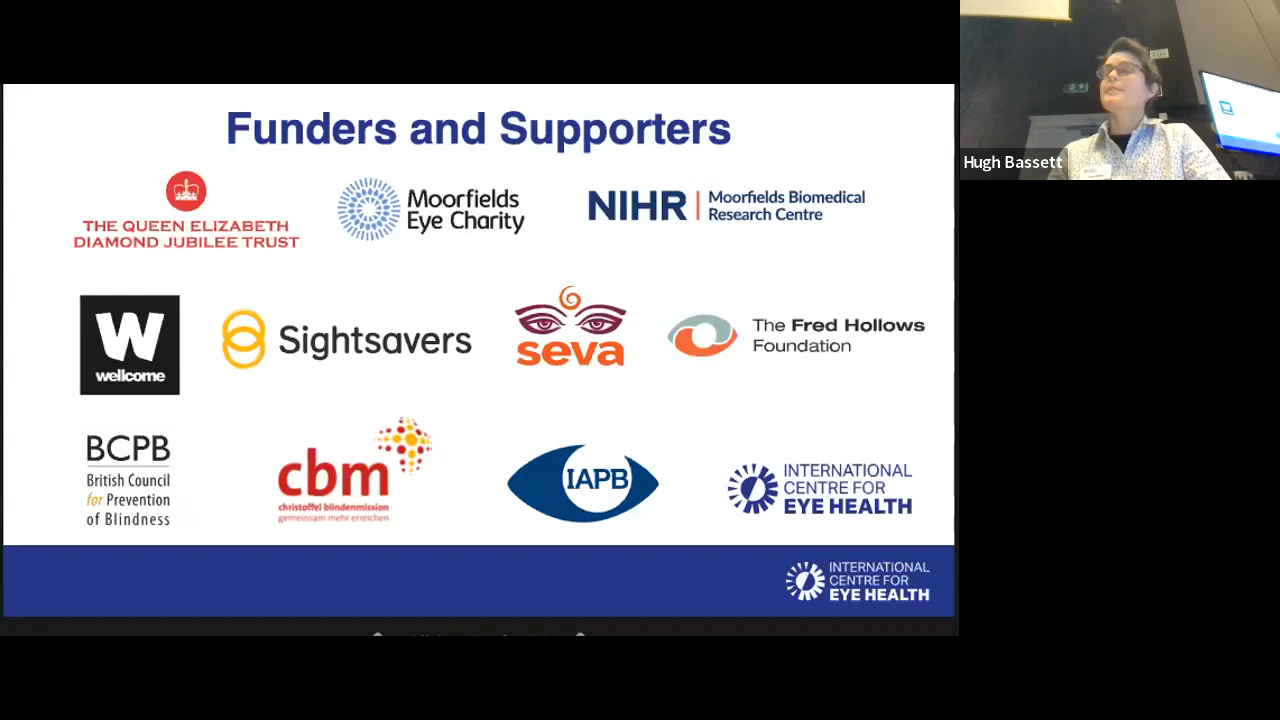 Funders and Supporters
THE QUEEN ELIZABETH
DIAMOND JUBILEE TRUST
Moorfields
Eye Charity
NIHR
Moorfields Biomedical
Research Centre
W
wellcome
Sightsavers
seva
The Fred Hollows
Foundation
BCPB
British Council
for Prevention
of Blindness
cbm
christoffel blindenmission
gemeinsam mehr erreichen
IAPB
INTERNATIONAL
CENTRE FOR
EYE HEALTH
INTERNATIONAL
CENTRE FOR
EYE HEALTH
Hugh Bassett